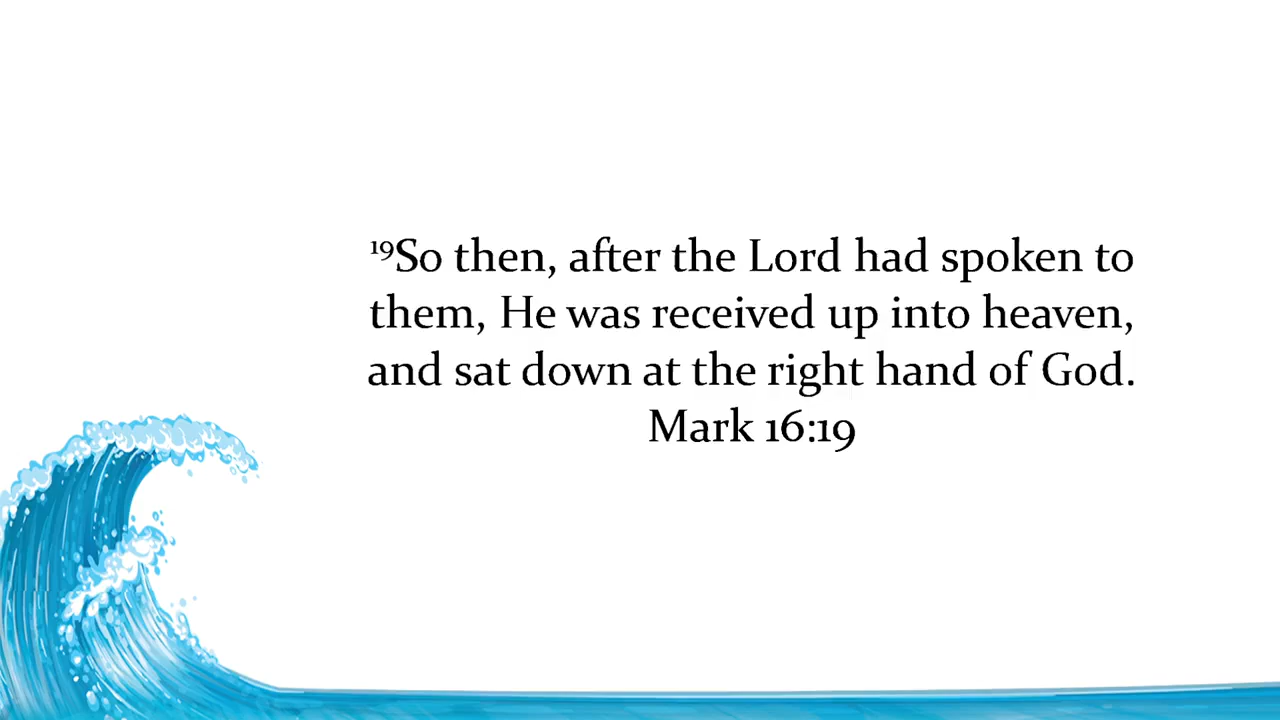 ¹⁹So then, after the Lord had spoken to
them, He was received up into heaven,
and sat down at the right hand of God.
Mark 16:19